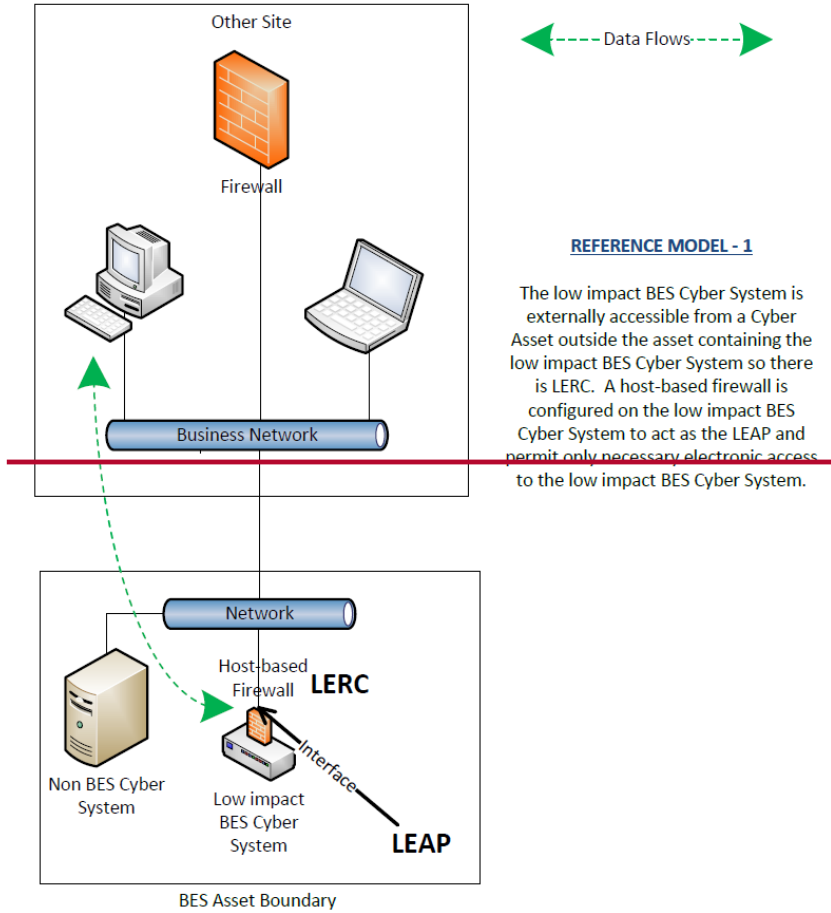 Other Site
Data Flows
Firewall
REFERENCE MODEL - 1
The low impact BES Cyber System is
externally accessible from a Cyber
Asset outside the asset containing the
low impact BES Cyber System so there
is LERC. A host-based firewall is
configured on the low impact BES
Cyber System to act as the LEAP and
permit only necessary electronic access
to the low impact BES Cyber System.
Business Network
Network
Host-based
Firewall
LERC
Interface
Non BES Cyber
System
Low impact
BES Cyber
System
LEAP
BES Asset Boundary